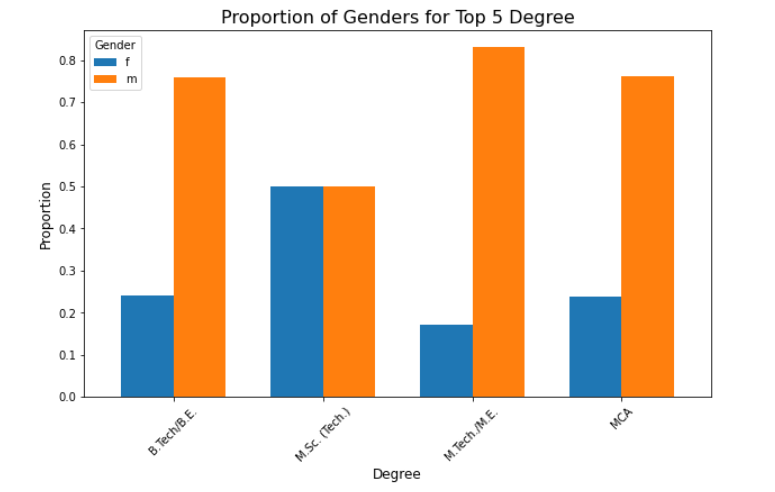 Proportion of Genders for Top 5 Degree
Gender
f
m
0.8
0.7
0.6
0.5
0.4
0.3
0.2
0.1
0.0
Proportion
B.Tech/B.E.
M.Sc. (Tech.)
M.Tech./M.E.
MCA
Degree